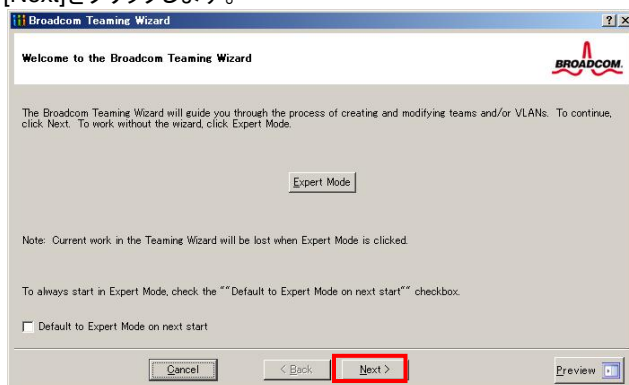 [Next]をクリックします。
Broadcom Teaming Wizard
Welcome to the Broadcom Teaming Wizard
BROADCOM.
The Broadcom Teaming Wizard will guide you through the process of creating and modifying teams and/or VLANs. To continue,
click Next. To work without the wizard, click Expert Mode.
Expert Mode
Note: Current work in the Teaming Wizard will be lost when Expert Mode is clicked.
To always start in Expert Mode, check the ""Default to Expert Mode on next start"" checkbox.
Default to Expert Mode on next start
Cancel < Back Next > Preview